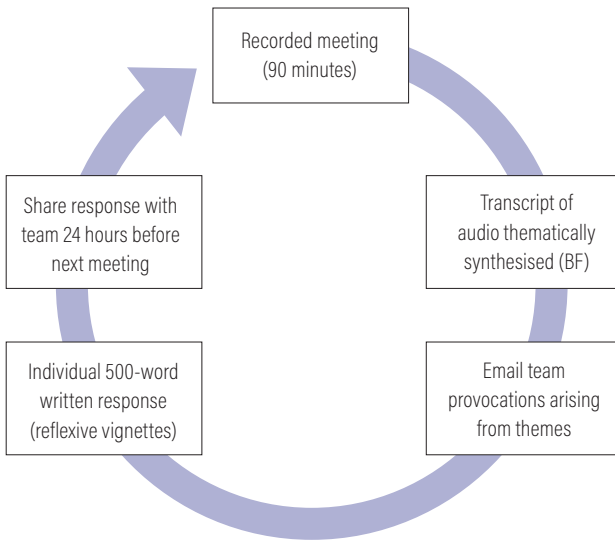 Recorded meeting
(90 minutes)
Transcript of
audio thematically
synthesised (BF)
Email team
provocations arising
from themes
Individual 500-word
written response
(reflexive vignettes)
Share response with
team 24 hours before
next meeting